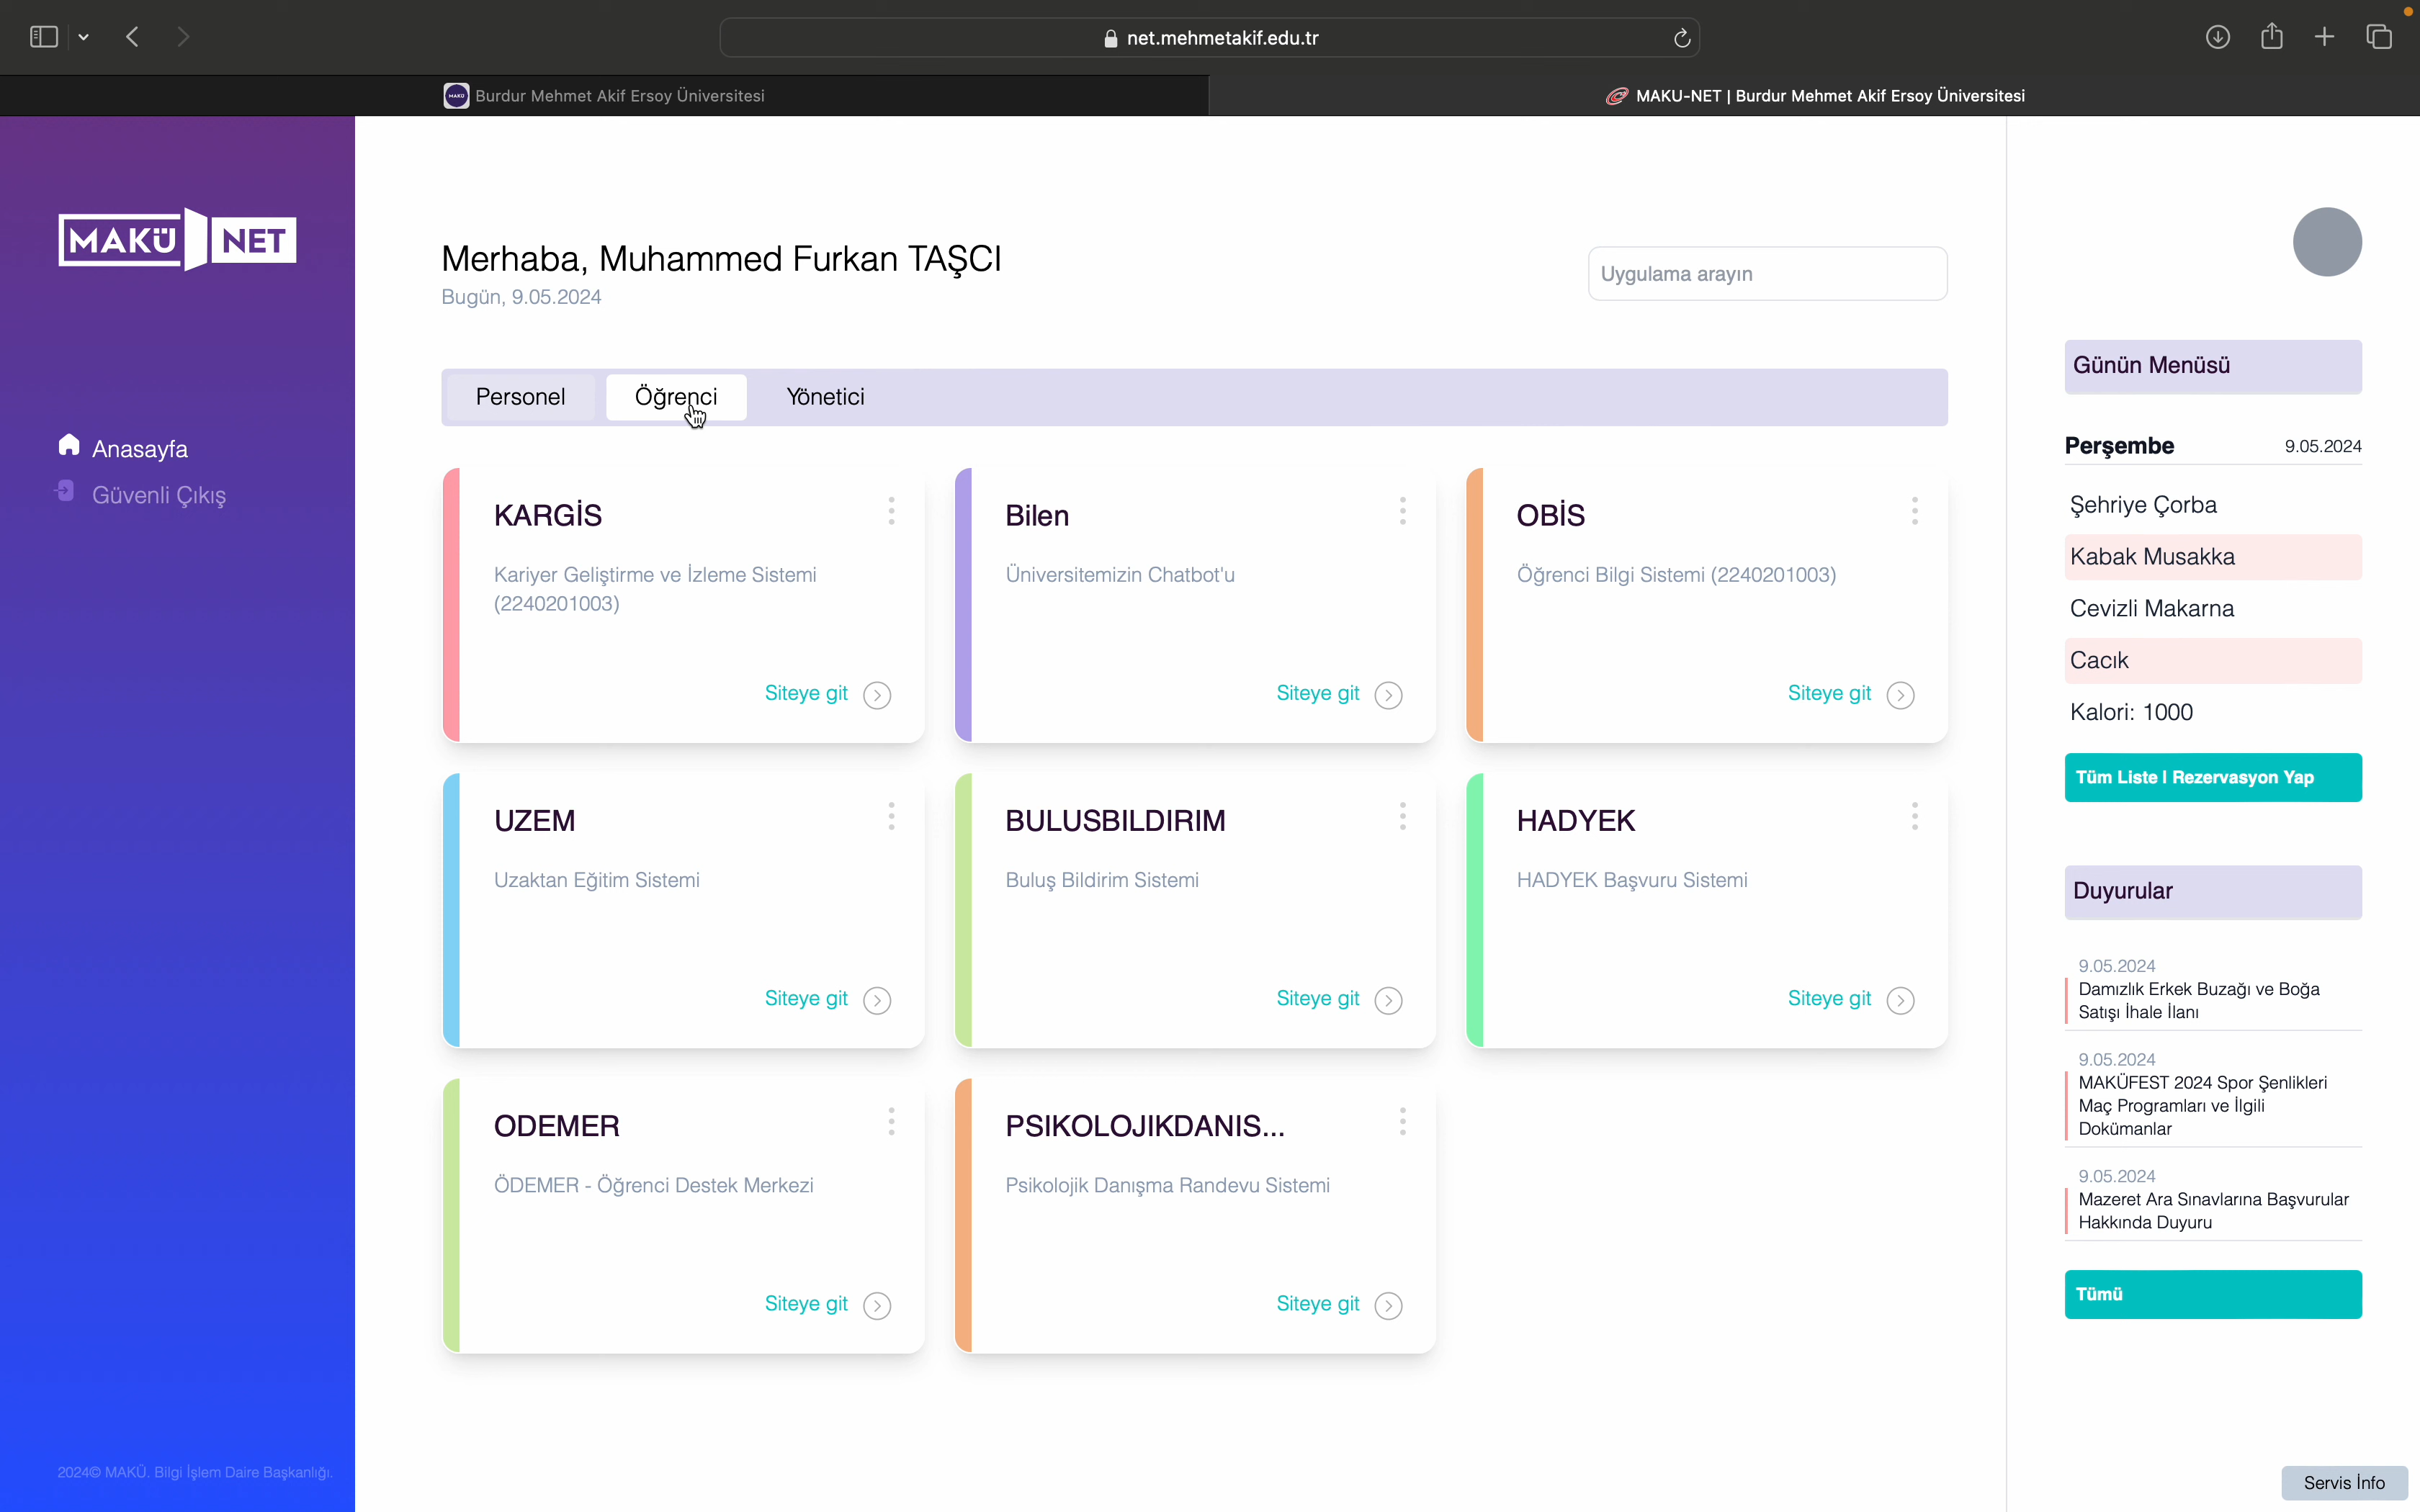 net.mehmetakif.edu.tr
MAKÜ
Burdur Mehmet Akif Ersoy Üniversitesi
MAKU-NET | Burdur Mehmet Akif Ersoy Üniversitesi
MAKÜ NET
Anasayfa
Güvenli Çıkış
2024© MAKÜ. Bilgi İşlem Daire Başkanlığı.
Merhaba, Muhammed Furkan TAŞCI
Bugün, 9.05.2024
Uygulama arayın
Personel
Öğrenci
Yönetici
KARGİS
Kariyer Geliştirme ve İzleme Sistemi
(2240201003)
Siteye git
Bilen
Üniversitemizin Chatbot'u
Siteye git
OBİS
Öğrenci Bilgi Sistemi (2240201003)
Siteye git
UZEM
Uzaktan Eğitim Sistemi
Siteye git
BULUSBILDIRIM
Buluş Bildirim Sistemi
Siteye git
HADYEK
HADYEK Başvuru Sistemi
Siteye git
ODEMER
ÖDEMER - Öğrenci Destek Merkezi
Siteye git
PSIKOLOJIKDANIS...
Psikolojik Danışma Randevu Sistemi
Siteye git
Günün Menüsü
Perşembe 9.05.2024
Şehriye Çorba
Kabak Musakka
Cevizli Makarna
Cacık
Kalori: 1000
Tüm Liste | Rezervasyon Yap
Duyurular
9.05.2024
Damızlık Erkek Buzağı ve Boğa
Satışı İhale İlanı
9.05.2024
MAKÜFEST 2024 Spor Şenlikleri
Maç Programları ve İlgili
Dokümanlar
9.05.2024
Mazeret Ara Sınavlarına Başvurular
Hakkında Duyuru
Tümü
Servis İnfo